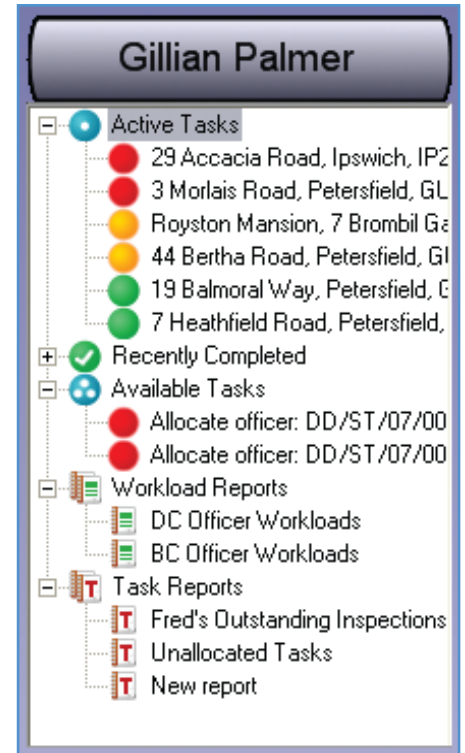 Gillian Palmer
Active Tasks
29 Accacia Road, Ipswich, IP2
3 Morlais Road, Petersfield, GU
Royston Mansion, 7 Brombil Ga
44 Bertha Road, Petersfield, GU
19 Balmoral Way, Petersfield, G
7 Heathfield Road, Petersfield,
Recently Completed
Available Tasks
Allocate officer: DD/ST/07/00
Allocate officer: DD/ST/07/00
Workload Reports
DC Officer Workloads
BC Officer Workloads
Task Reports
Fred's Outstanding Inspections
Unallocated Tasks
New report